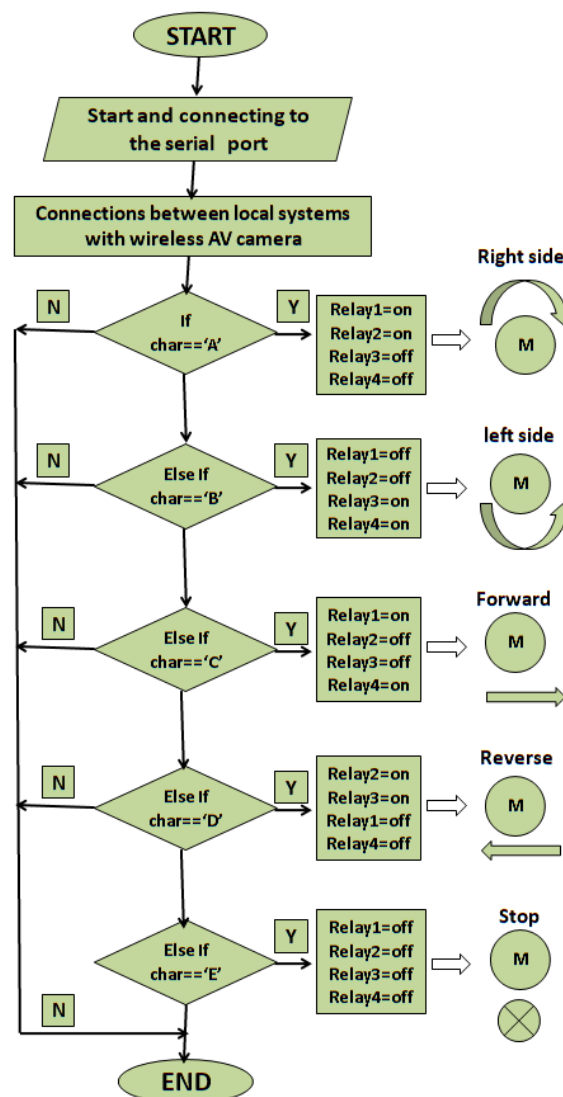 START
Start and connecting to
the serial port
Connections between local systems
with wireless AV camera
Right side
N
If
char==‘A’
Y
Relay1=on
Relay2=on
Relay3=off
Relay4=off
M
left side
N
Else If
char==‘B’
Y
Relay1=off
Relay2=off
Relay3=on
Relay4=on
M
Forward
N
Else If
char==‘C’
Y
Relay1=on
Relay2=off
Relay3=off
Relay4=on
M
Reverse
N
Else If
char==‘D’
Y
Relay2=on
Relay3=on
Relay1=off
Relay4=off
M
Stop
Else If
char==‘E’
Y
Relay1=off
Relay2=off
Relay3=off
Relay4=off
M
N
END